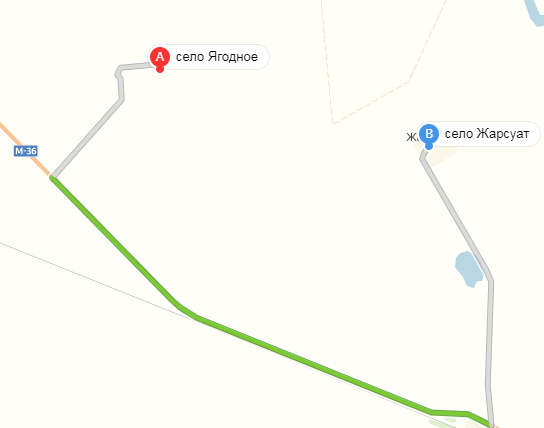 А село Ягодное
В село Жарсуат
М-36